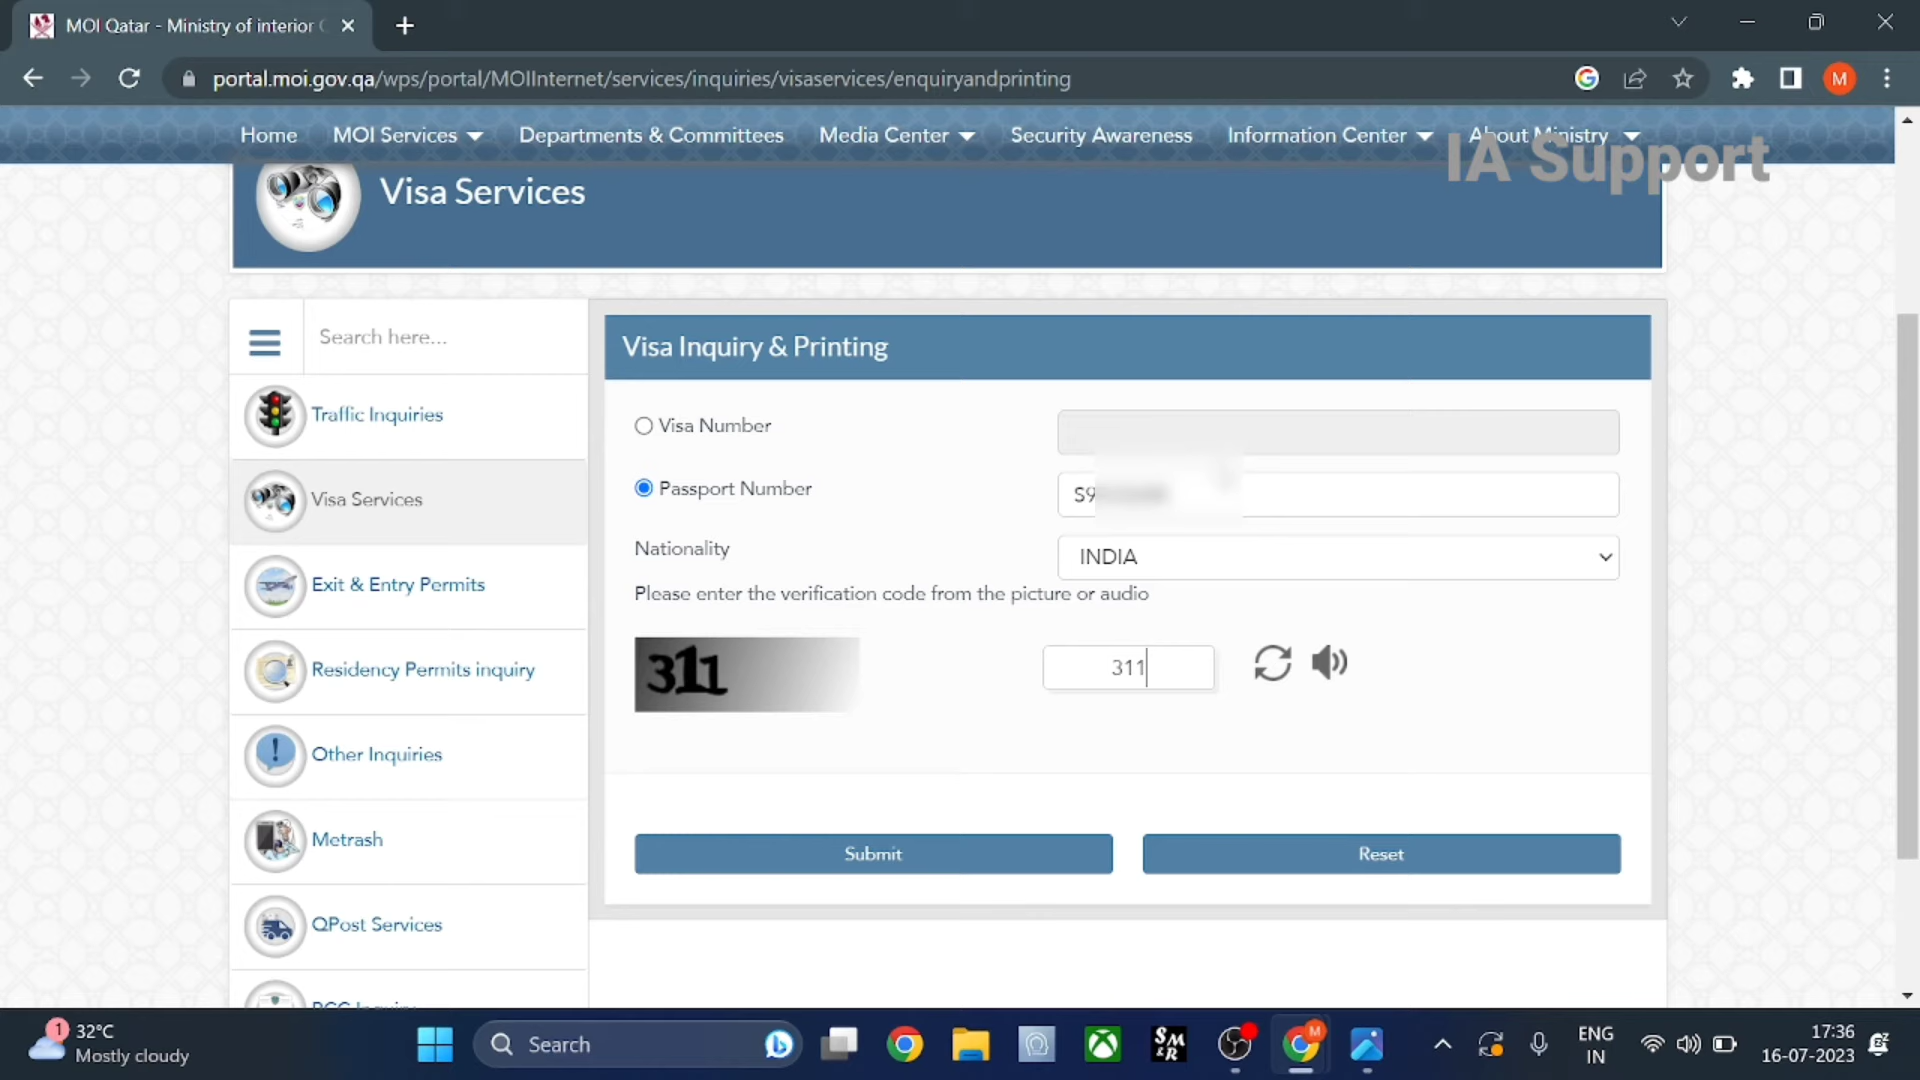 MOI Qatar - Ministry of interior
portal.moi.gov.qa/wps/portal/MOIInternet/services/inquiries/visaservices/enquiryandprinting
M
Home
MOI Services
Departments & Committees
Media Center
Security Awareness
Information Center
About Ministry
IA Support
Visa Services
Search here...
Traffic Inquiries
Visa Services
Exit & Entry Permits
Residency Permits inquiry
Other Inquiries
Metrash
QPost Services
Visa Inquiry & Printing
Visa Number
Passport Number
S9
Nationality
INDIA
Please enter the verification code from the picture or audio
311
311
Submit
Reset
1
32°C
Mostly cloudy
Search
SM
&R
M
ENG
IN
17:36
16-07-2023